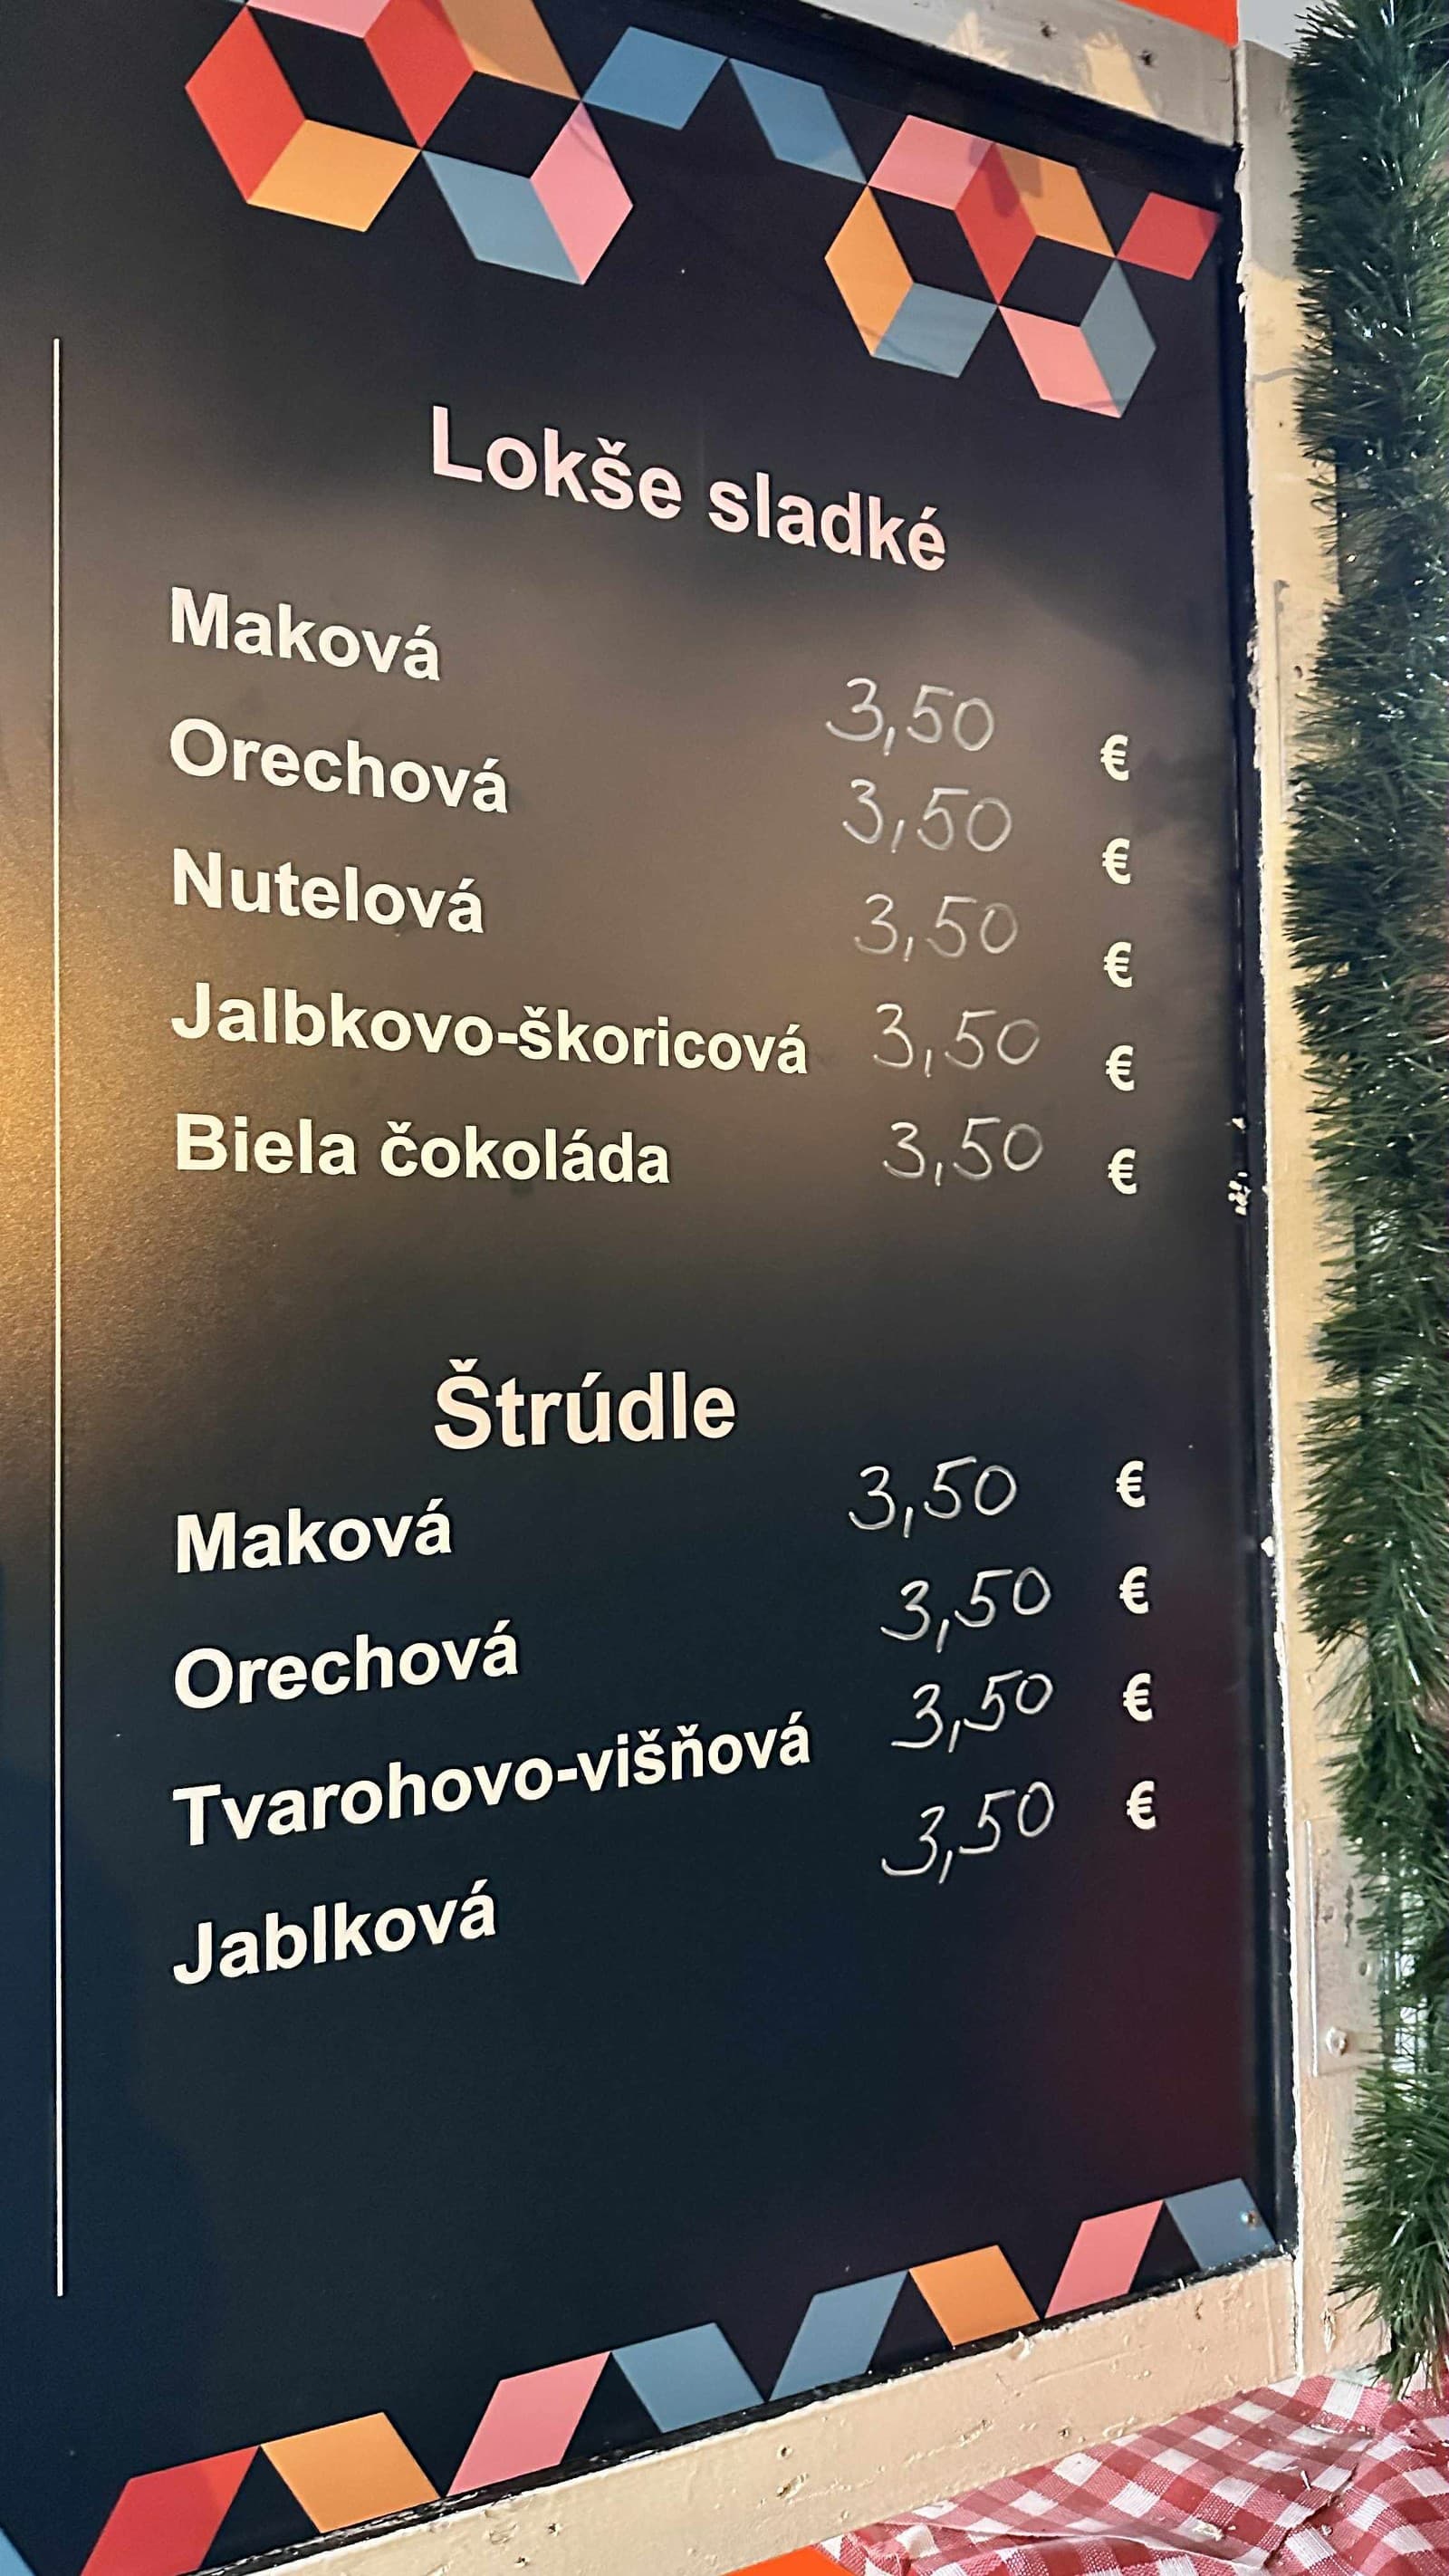 Lokše sladké
Maková 3,50 €
Orechová 3,50 €
Nutelová 3,50 €
Jalbkovo-škoricová 3,50 €
Biela čokoláda 3,50 €
Štrúdle
Maková 3,50 €
Orechová 3,50 €
Tvarohovo-višňová 3,50 €
Jablková 3,50 €